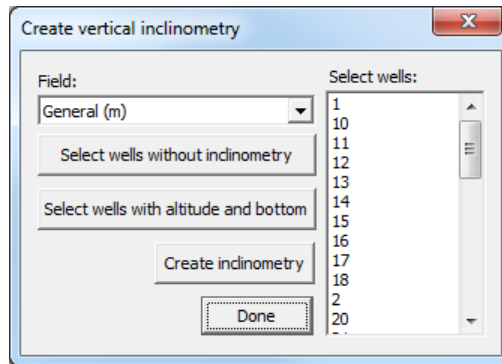 Create vertical inclinometry
Field:
General (m)
Select wells without inclinometry
Select wells with altitude and bottom
Create inclinometry
Done
Select wells:
1
10
11
12
13
14
15
16
17
18
2
20